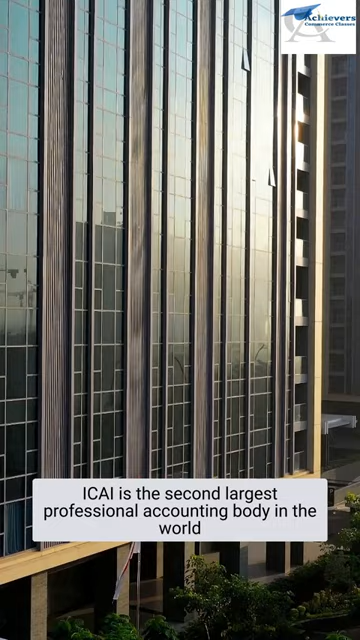 Achievers
Commerce Classes
ICAI is the second largest
professional accounting body in the
world